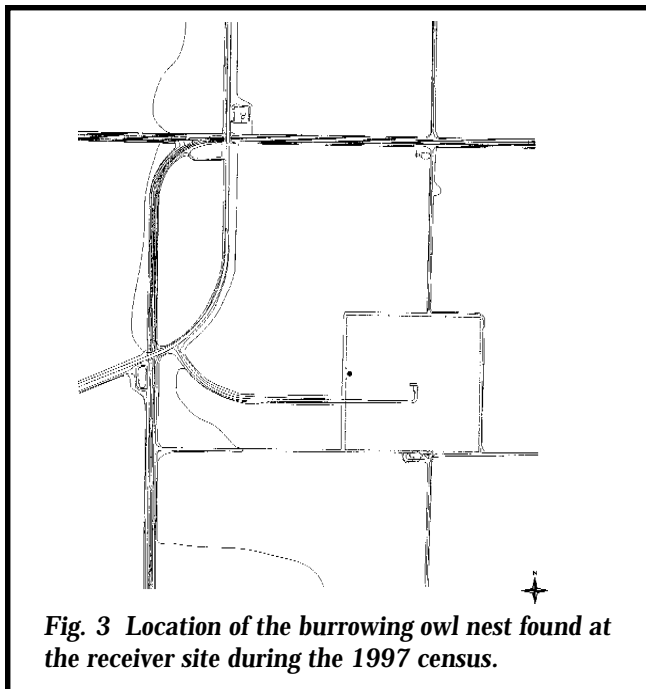 N
Fig. 3 Location of the burrowing owl nest found at
the receiver site during the 1997 census.